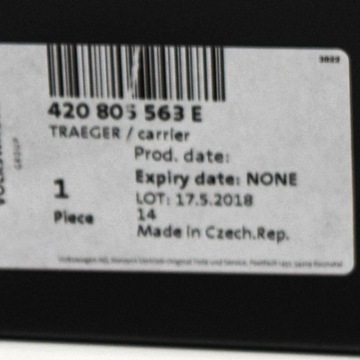 420 805 563 E
TRAEGER / carrier
Prod. date:
Expiry date: NONE
LOT: 17.5.2018
1
14
Piece
Made in Czech.Rep.
GROUP